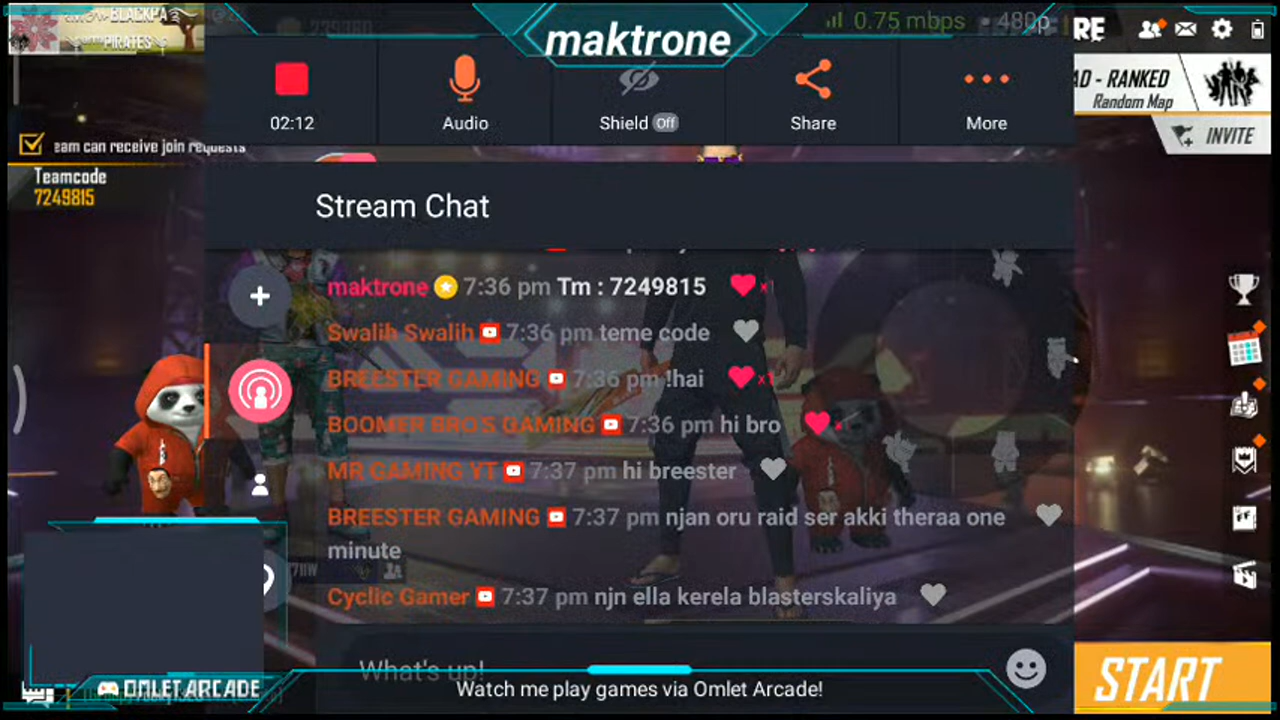 BLACKPA
PIRATES
maktrone
0.75 mbps • 480p
RE
AD - RANKED
Random Map
INVITE
02:12
Audio
Shield Off
Share
More
eam can receive join requests
Teamcode
7249815
Stream Chat
maktrone 7:36 pm Tm : 7249815
Swalih Swalih 7:36 pm teme code
BREESTER GAMING 7:36 pm !hai x1
BOOMER BRO'S GAMING 7:36 pm hi bro
MR GAMING YT 7:37 pm hi breester
BREESTER GAMING 7:37 pm njan oru raid ser akki theraa one
minute
Cyclic Gamer 7:37 pm njn ella kerela blasterskaliya
What's up!
OMLET ARCADE
Watch me play games via Omlet Arcade!
START